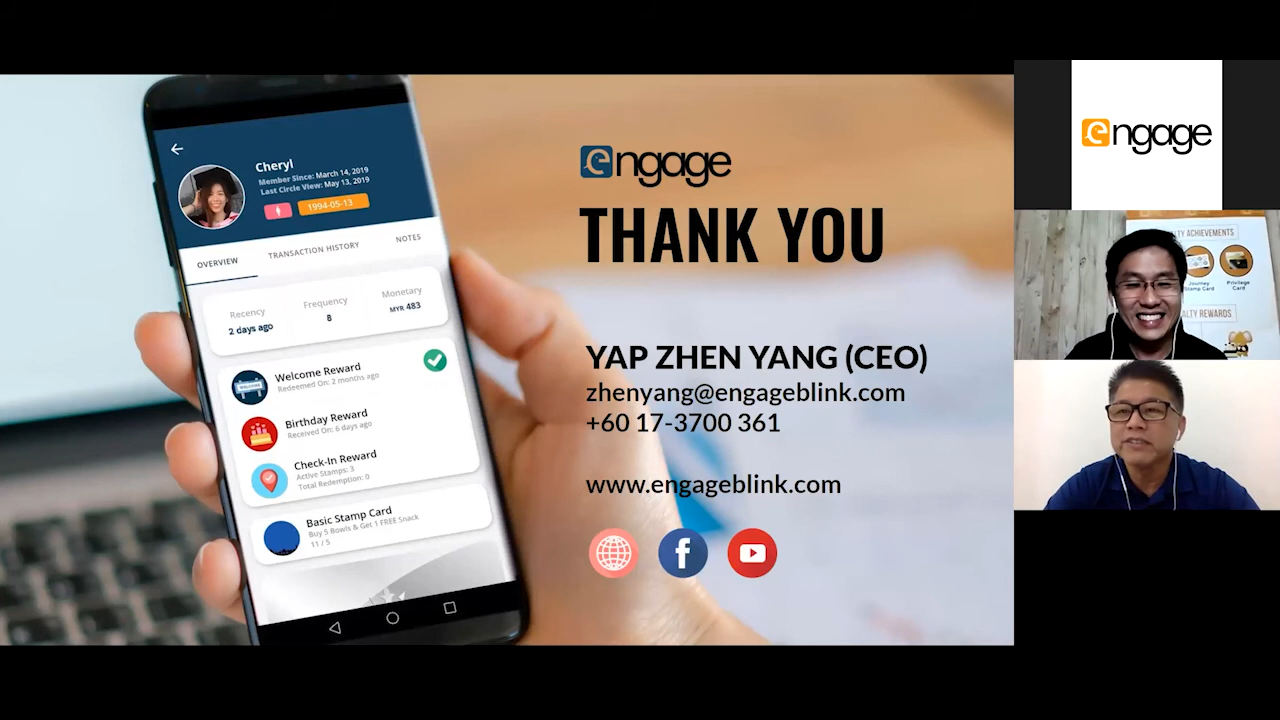 Cheryl
Member Since: March 14, 2019
Last Circle View: May 13, 2019
1994-05-13
OVERVIEW
TRANSACTION HISTORY
NOTES
Recency
2 days ago
Frequency
8
Monetary
MYR 483
Welcome Reward
Redeemed On: 2 months ago
Birthday Reward
Received On: 6 days ago
Check-In Reward
Active Stamps: 3
Total Redemption: 0
Basic Stamp Card
Buy 5 Bowls & Get 1 FREE Snack
11 / 5
engage
THANK YOU
YAP ZHEN YANG (CEO)
zhenyang@engageblink.com
+60 17-3700 361
www.engageblink.com
engage
ACHIEVEMENTS
Journey
Stamp Card
Privilege
Card
REWARDS